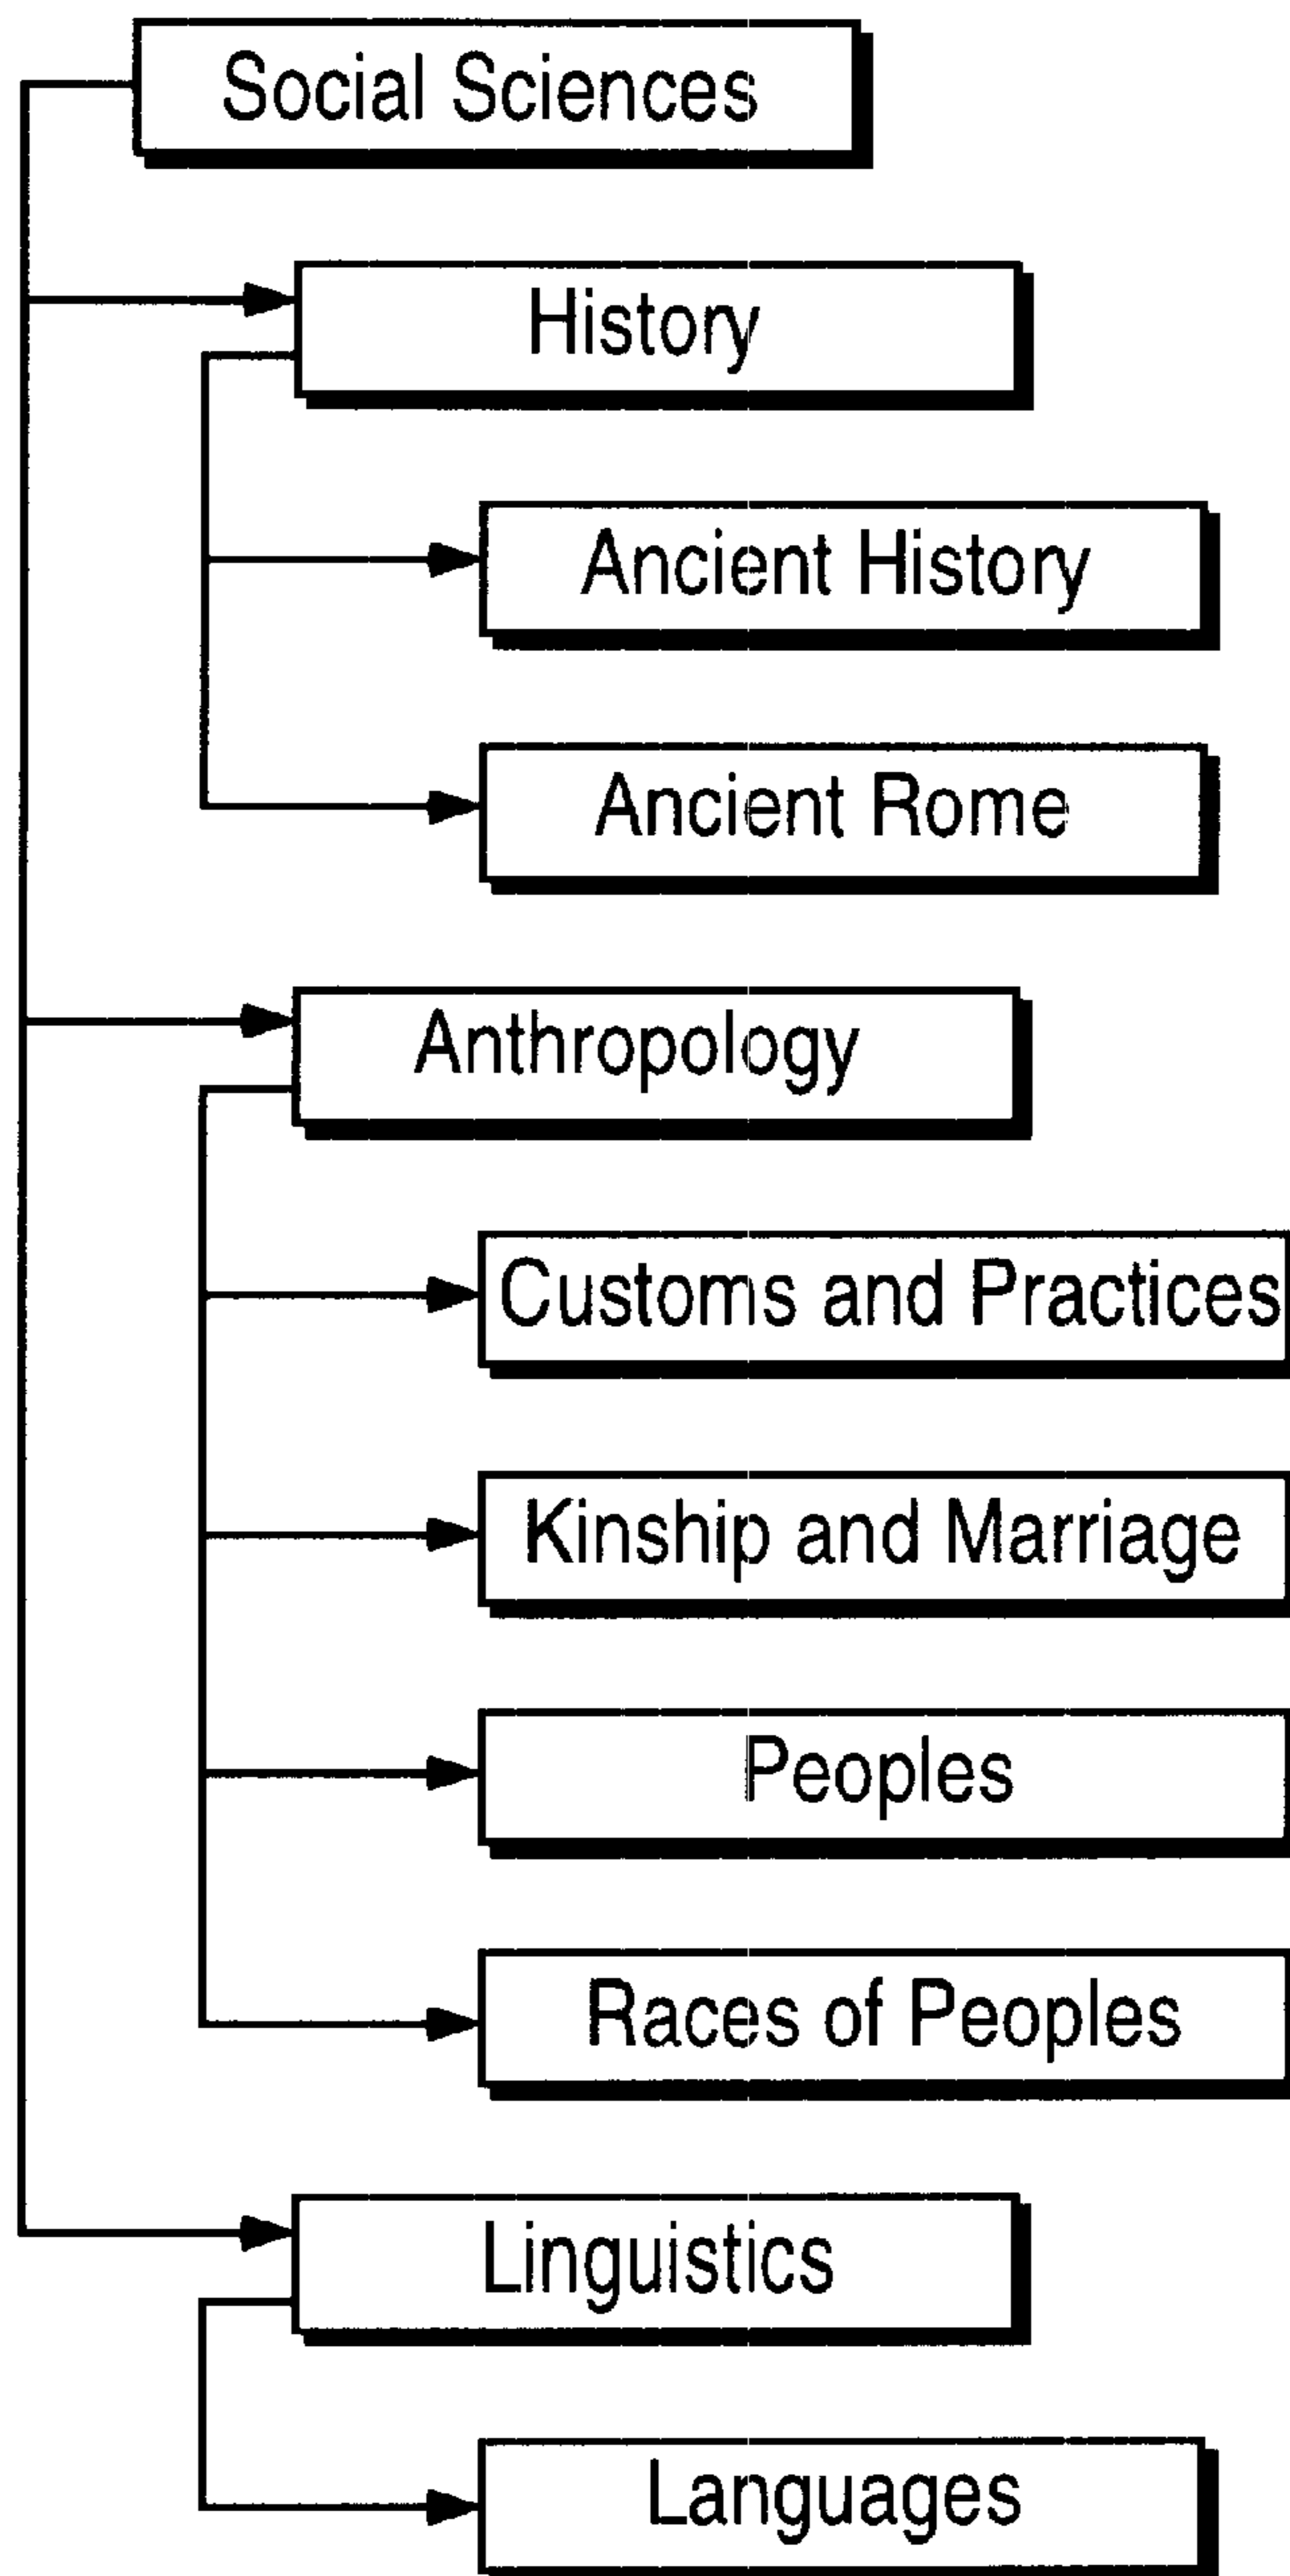 Social Sciences
History
Ancient History
Ancient Rome
Anthropology
Customs and Practices
Kinship and Marriage
Peoples
Races of Peoples
Linguistics
Languages